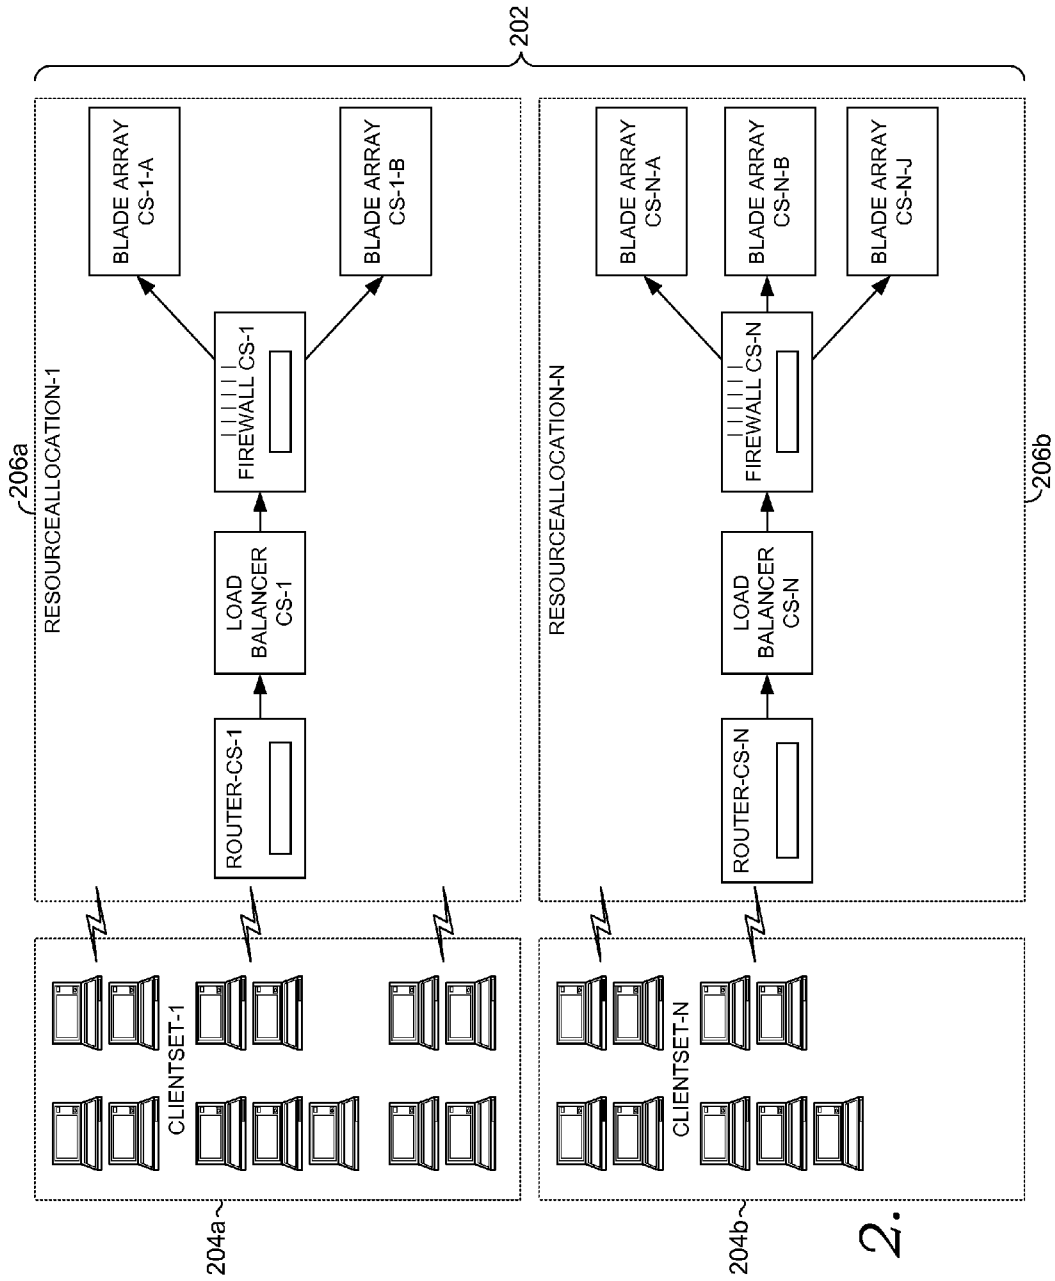 202
206a
RESOURCEALLOCATION-1
BLADE ARRAY
CS-1-A
BLADE ARRAY
CS-1-B
FIREWALL CS-1
LOAD
BALANCER
CS-1
ROUTER-CS-1
CLIENTSET-1
204a
RESOURCEALLOCATION-N
206b
BLADE ARRAY
CS-N-A
BLADE ARRAY
CS-N-B
BLADE ARRAY
CS-N-J
FIREWALL CS-N
LOAD
BALANCER
CS-N
ROUTER-CS-N
CLIENTSET-N
204b
2.